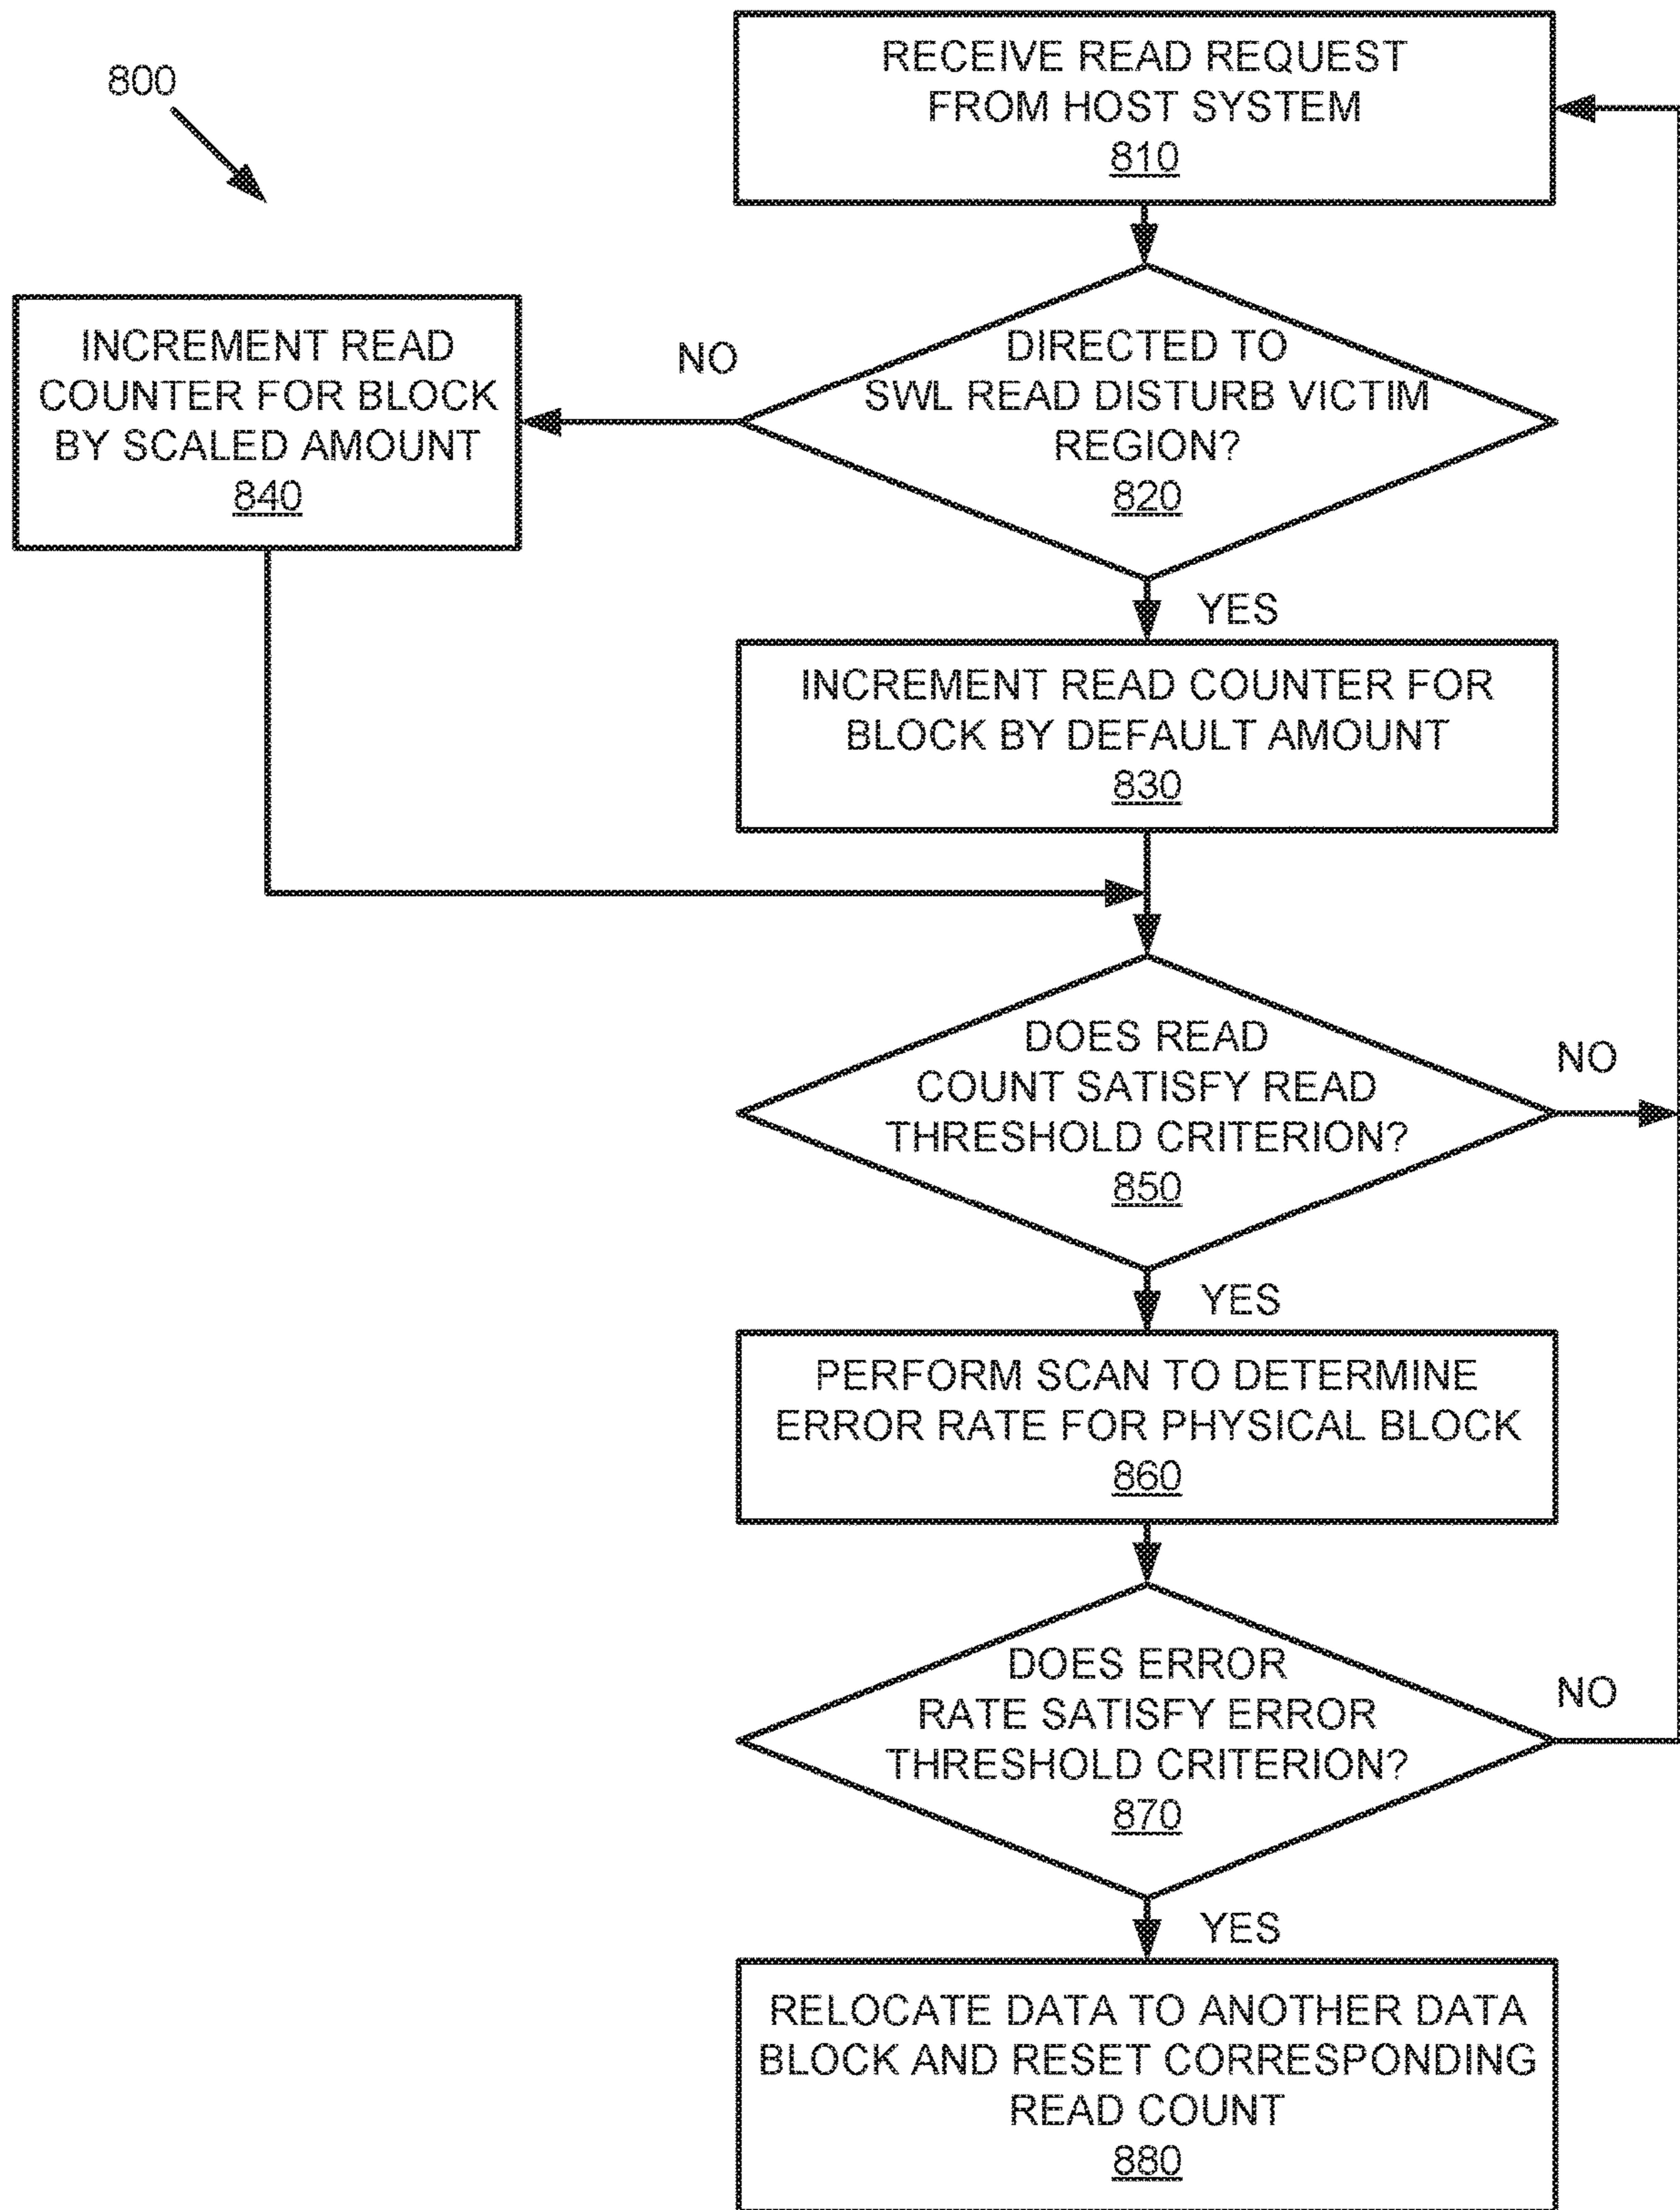 800
RECEIVE READ REQUEST
FROM HOST SYSTEM
810
DIRECTED TO
SWL READ DISTURB VICTIM
REGION?
820
NO
INCREMENT READ
COUNTER FOR BLOCK
BY SCALED AMOUNT
840
YES
INCREMENT READ COUNTER FOR
BLOCK BY DEFAULT AMOUNT
830
DOES READ
COUNT SATISFY READ
THRESHOLD CRITERION?
850
NO
YES
PERFORM SCAN TO DETERMINE
ERROR RATE FOR PHYSICAL BLOCK
860
DOES ERROR
RATE SATISFY ERROR
THRESHOLD CRITERION?
870
NO
YES
RELOCATE DATA TO ANOTHER DATA
BLOCK AND RESET CORRESPONDING
READ COUNT
880